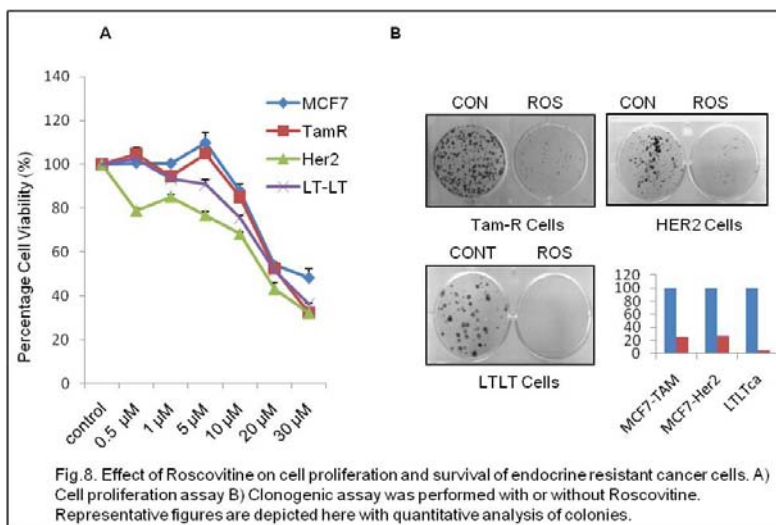 A
B
140
120
100
80
60
40
20
0
Percentage Cell Viability (%)
MCF7
TamR
Her2
LT-LT
control
0.5 µM
1 µM
5 µM
10 µM
20 µM
30 µM
CON ROS
Tam-R Cells
CON ROS
HER2 Cells
CONT ROS
LTLT Cells
120
100
80
60
40
20
0
MCF7-TAM
MCF7-Her2
LTLTca
Fig.8. Effect of Roscovitine on cell proliferation and survival of endocrine resistant cancer cells. A)
Cell proliferation assay B) Clonogenic assay was performed with or without Roscovitine.
Representative figures are depicted here with quantitative analysis of colonies.